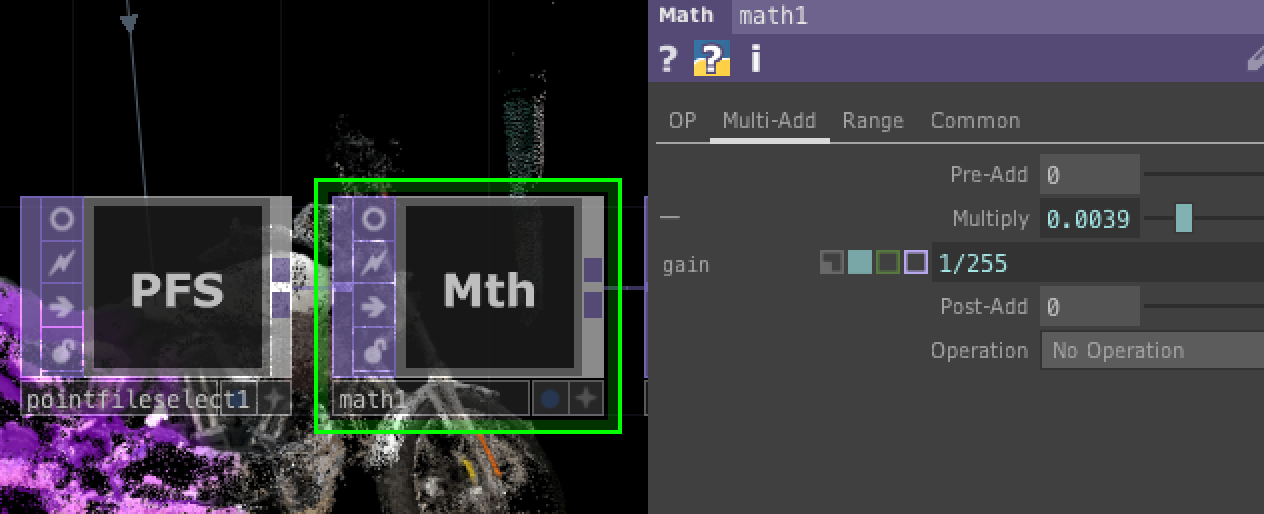 PFS
pointfileselect1
Mth
math1
Math math1
? ? i
OP Multi-Add Range Common
Pre-Add 0
Multiply 0.0039
gain 1/255
Post-Add 0
Operation No Operation